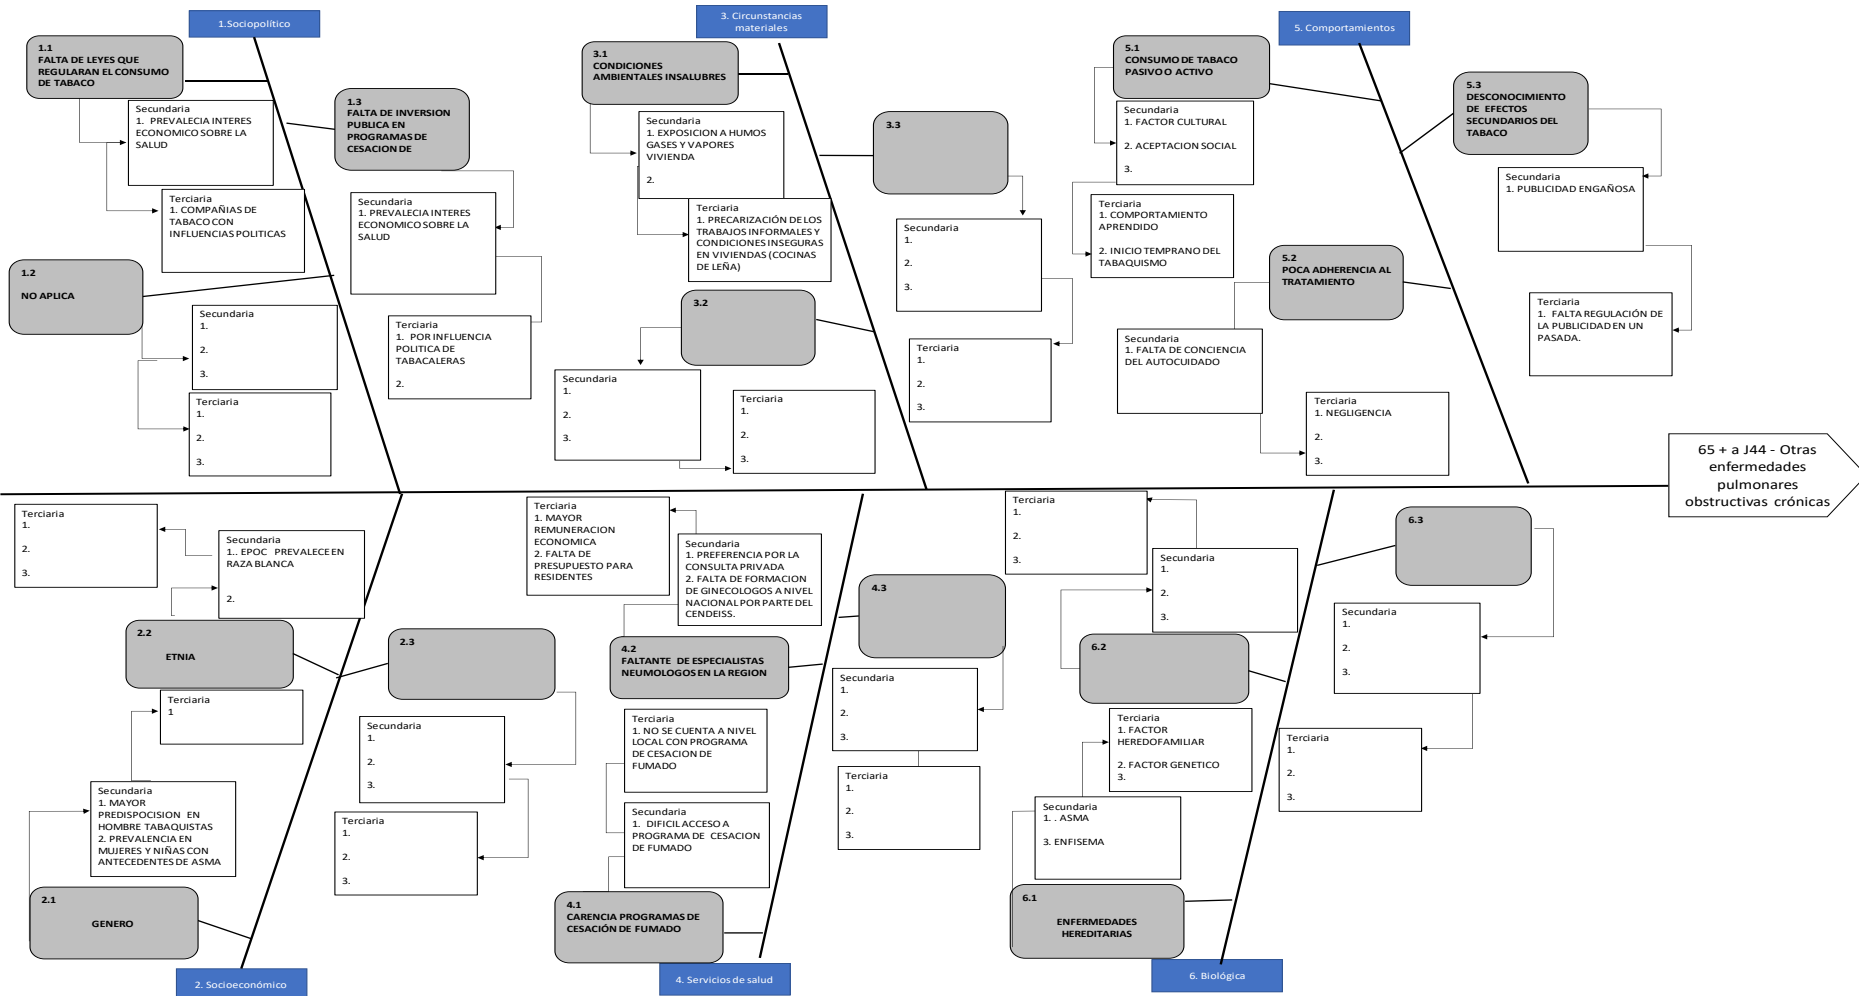 1.Sociopolítico
1.1
FALTA DE LEYES QUE
REGULARAN EL CONSUMO
DE TABACO
Secundaria
1. PREVALECIA INTERES
ECONOMICO SOBRE LA
SALUD
Terciaria
1. COMPAÑIAS DE
TABACO CON
INFLUENCIAS POLITICAS
1.2
NO APLICA
Secundaria
1.
2.
3.
Terciaria
1.
2.
3.
1.3
FALTA DE INVERSION
PUBLICA EN
PROGRAMAS DE
CESACION DE
Secundaria
1. PREVALECIA INTERES
ECONOMICO SOBRE LA
SALUD
Terciaria
1. POR INFLUENCIA
POLITICA DE
TABACALERAS
2.
3. Circunstancias
materiales
3.1
CONDICIONES
AMBIENTALES INSALUBRES
Secundaria
1. EXPOSICION A HUMOS
GASES Y VAPORES
VIVIENDA
2.
Terciaria
1. PRECARIZACIÓN DE LOS
TRABAJOS INFORMALES Y
CONDICIONES INSEGURAS
EN VIVIENDAS (COCINAS
DE LEÑA)
3.2
Secundaria
1.
2.
3.
Terciaria
1.
2.
3.
3.3
Secundaria
1.
2.
3.
Terciaria
1.
2.
3.
5. Comportamientos
5.1
CONSUMO DE TABACO
PASIVO O ACTIVO
Secundaria
1. FACTOR CULTURAL
2. ACEPTACION SOCIAL
3.
Terciaria
1. COMPORTAMIENTO
APRENDIDO
2. INICIO TEMPRANO DEL
TABAQUISMO
5.2
POCA ADHERENCIA AL
TRATAMIENTO
Secundaria
1. FALTA DE CONCIENCIA
DEL AUTOCUIDADO
Terciaria
1. NEGLIGENCIA
2.
3.
5.3
DESCONOCIMIENTO
DE EFECTOS
SECUNDARIOS DEL
TABACO
Secundaria
1. PUBLICIDAD ENGAÑOSA
Terciaria
1. FALTA REGULACIÓN DE
LA PUBLICIDAD EN UN
PASADA.
65 + a J44 - Otras
enfermedades
pulmonares
obstructivas crónicas
Terciaria
1.
2.
3.
Secundaria
1.. EPOC PREVALECE EN
RAZA BLANCA
2.
2.2
ETNIA
Terciaria
1
Secundaria
1. MAYOR
PREDISPOCISION EN
HOMBRE TABAQUISTAS
2. PREVALENCIA EN
MUJERES Y NIÑAS CON
ANTECEDENTES DE ASMA
2.1
GENERO
2.3
Secundaria
1.
2.
3.
Terciaria
1.
2.
3.
2. Socioeconómico
Terciaria
1. MAYOR
REMUNERACION
ECONOMICA
2. FALTA DE
PRESUPUESTO PARA
RESIDENTES
Secundaria
1. PREFERENCIA POR LA
CONSULTA PRIVADA
2. FALTA DE FORMACION
DE GINECOLOGOS A NIVEL
NACIONAL POR PARTE DEL
CENDEISS.
4.2
FALTANTE DE ESPECIALISTAS
NEUMOLOGOS EN LA REGION
Terciaria
1. NO SE CUENTA A NIVEL
LOCAL CON PROGRAMA
DE CESACION DE
FUMADO
Secundaria
1. DIFICIL ACCESO A
PROGRAMA DE CESACION
DE FUMADO
4.1
CARENCIA PROGRAMAS DE
CESACIÓN DE FUMADO
4.3
Secundaria
1.
2.
3.
Terciaria
1.
2.
3.
4. Servicios de salud
Terciaria
1.
2.
3.
Secundaria
1.
2.
3.
6.2
Terciaria
1. FACTOR
HEREDOFAMILIAR
2. FACTOR GENETICO
3.
Secundaria
1. . ASMA
3. ENFISEMA
6.1
ENFERMEDADES
HEREDITARIAS
6.3
Secundaria
1.
2.
3.
Terciaria
1.
2.
3.
6. Biológica